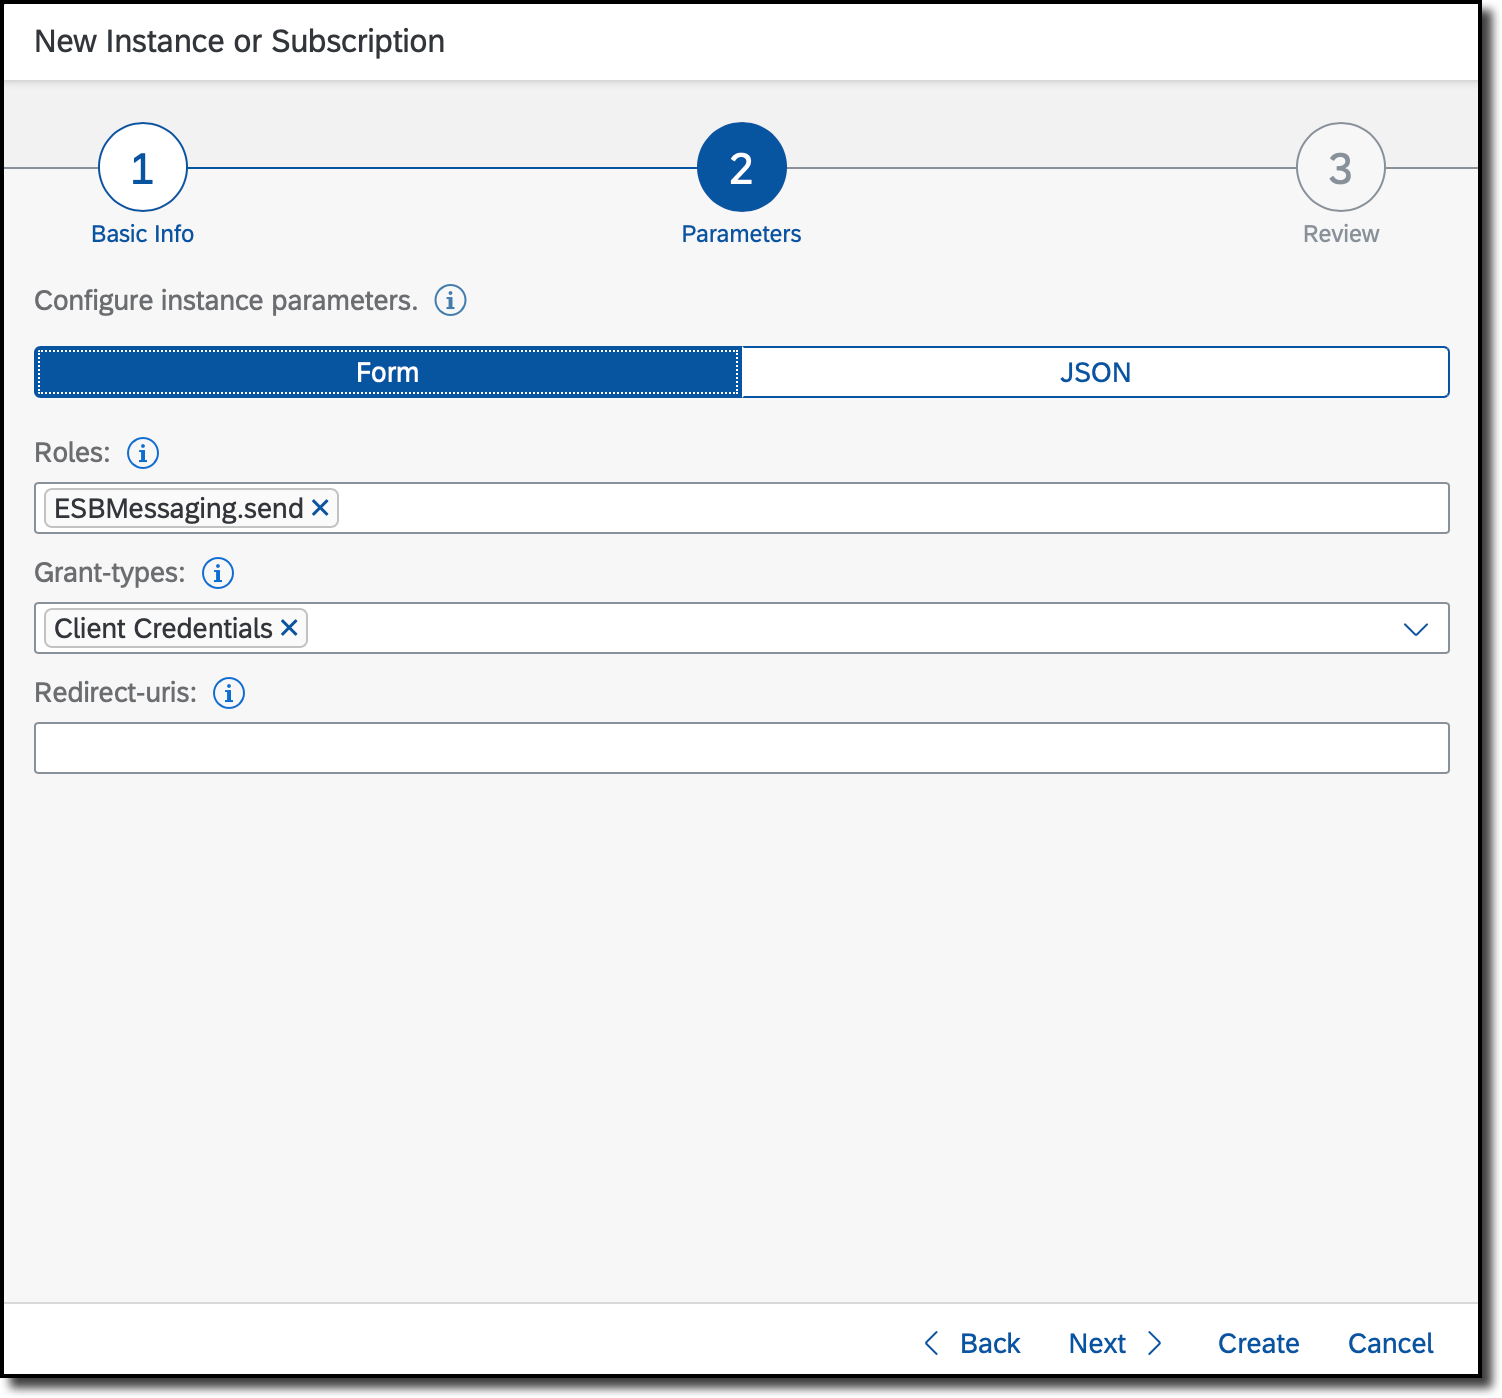 New Instance or Subscription
1
2
3
Basic Info
Parameters
Review
Configure instance parameters.
Form
JSON
Roles:
ESBMessaging.send
Grant-types:
Client Credentials
Redirect-uris:
Back
Next
Create
Cancel